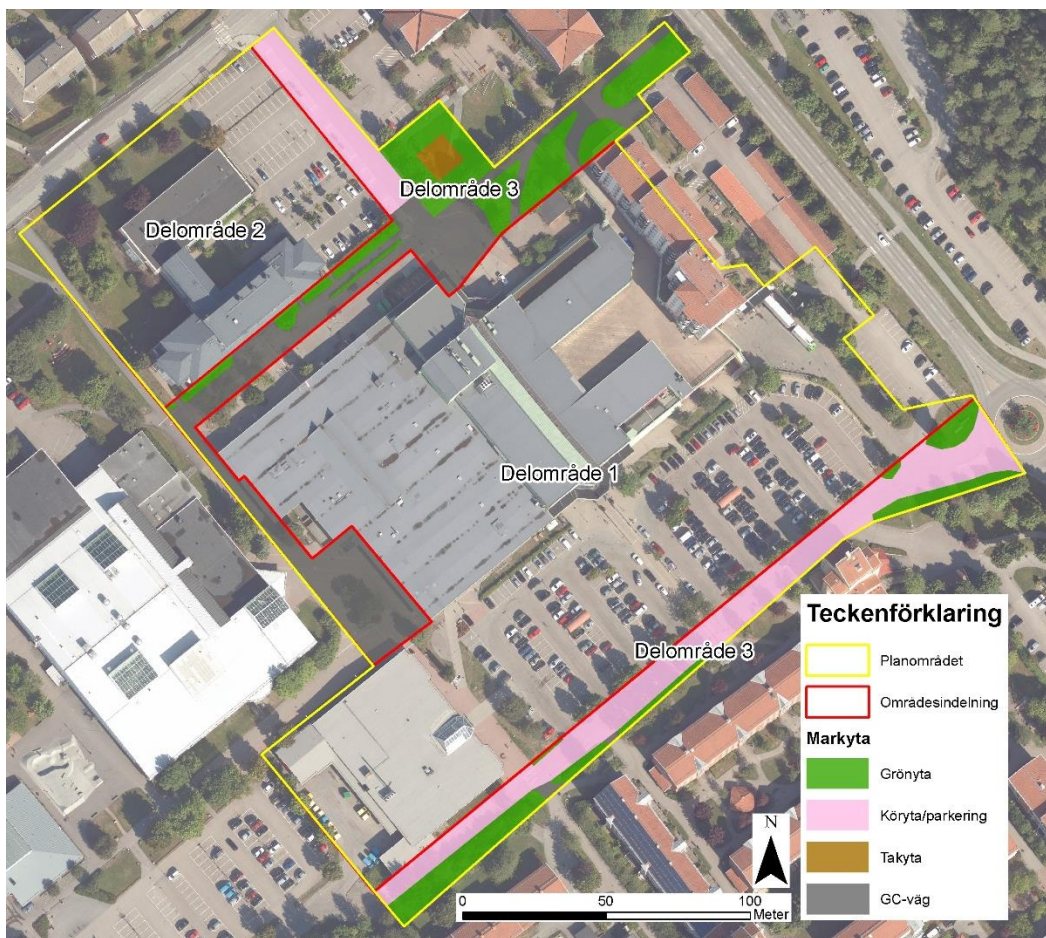 Delområde 3
Delområde 2
Delområde 1
Delområde 3
Teckenförklaring
Planområdet
Områdesindelning
Markyta
Grönyta
Köryta/parkering
Takyta
GC-väg
N
0 50 100
Meter